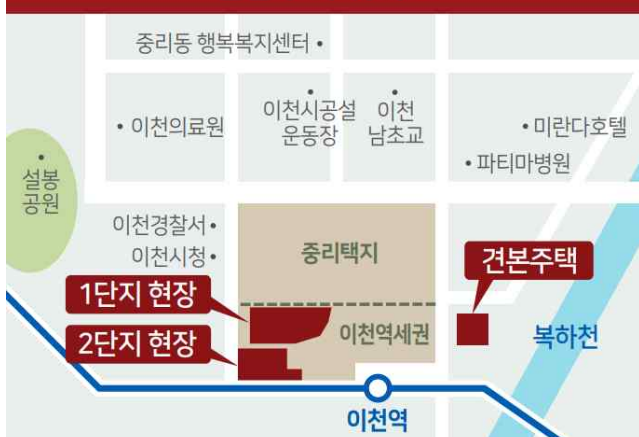 중리동 행복복지센터
이천의료원
이천시공설
운동장
이천
남초교
미란다호텔
파티마병원
설봉
공원
이천경찰서
이천시청
중리택지
견본주택
1단지 현장
이천역세권
2단지 현장
복하천
이천역